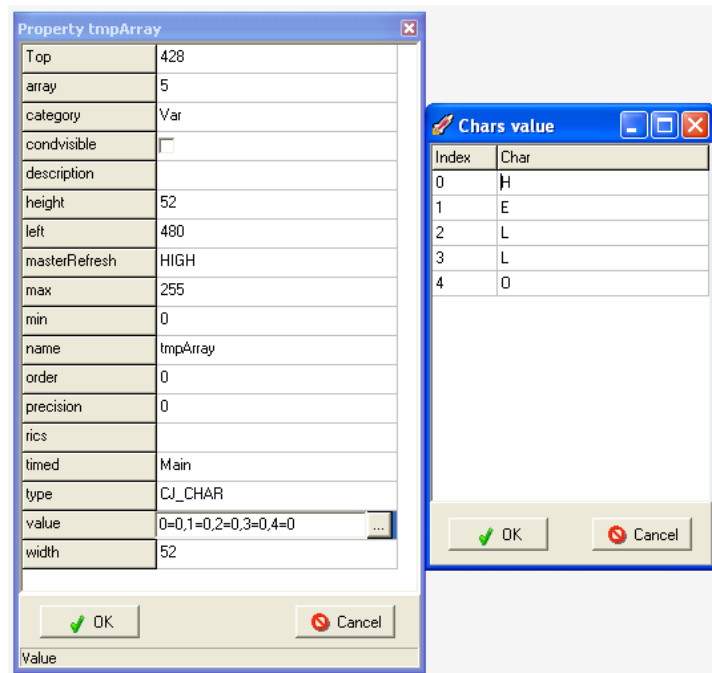 Property tmpArray
Top 428
array 5
category Var
condvisible
description
height 52
left 480
masterRefresh HIGH
max 255
min 0
name tmpArray
order 0
precision 0
rics
timed Main
type CJ_CHAR
value 0=0,1=0,2=0,3=0,4=0 ...
width 52
OK Cancel
Value
Chars value
Index Char
0 H
1 E
2 L
3 L
4 O
OK Cancel